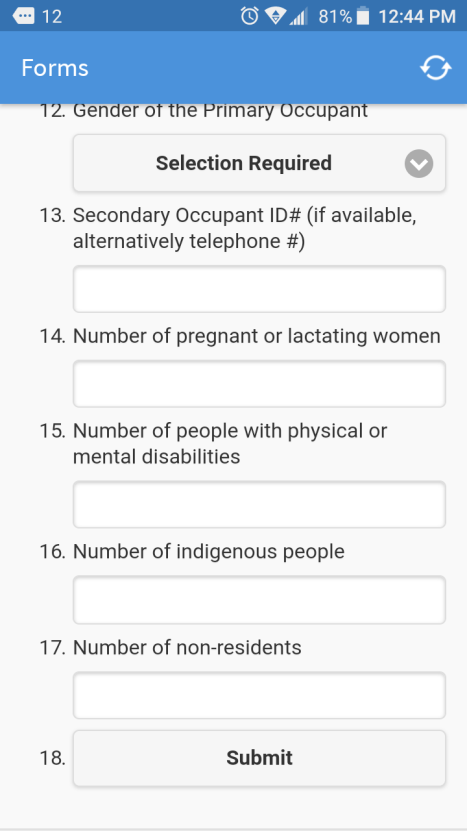 12
81%
12:44 PM
Forms
12. Gender of the Primary Occupant
Selection Required
13. Secondary Occupant ID# (if available,
alternatively telephone #)
14. Number of pregnant or lactating women
15. Number of people with physical or
mental disabilities
16. Number of indigenous people
17. Number of non-residents
18. Submit